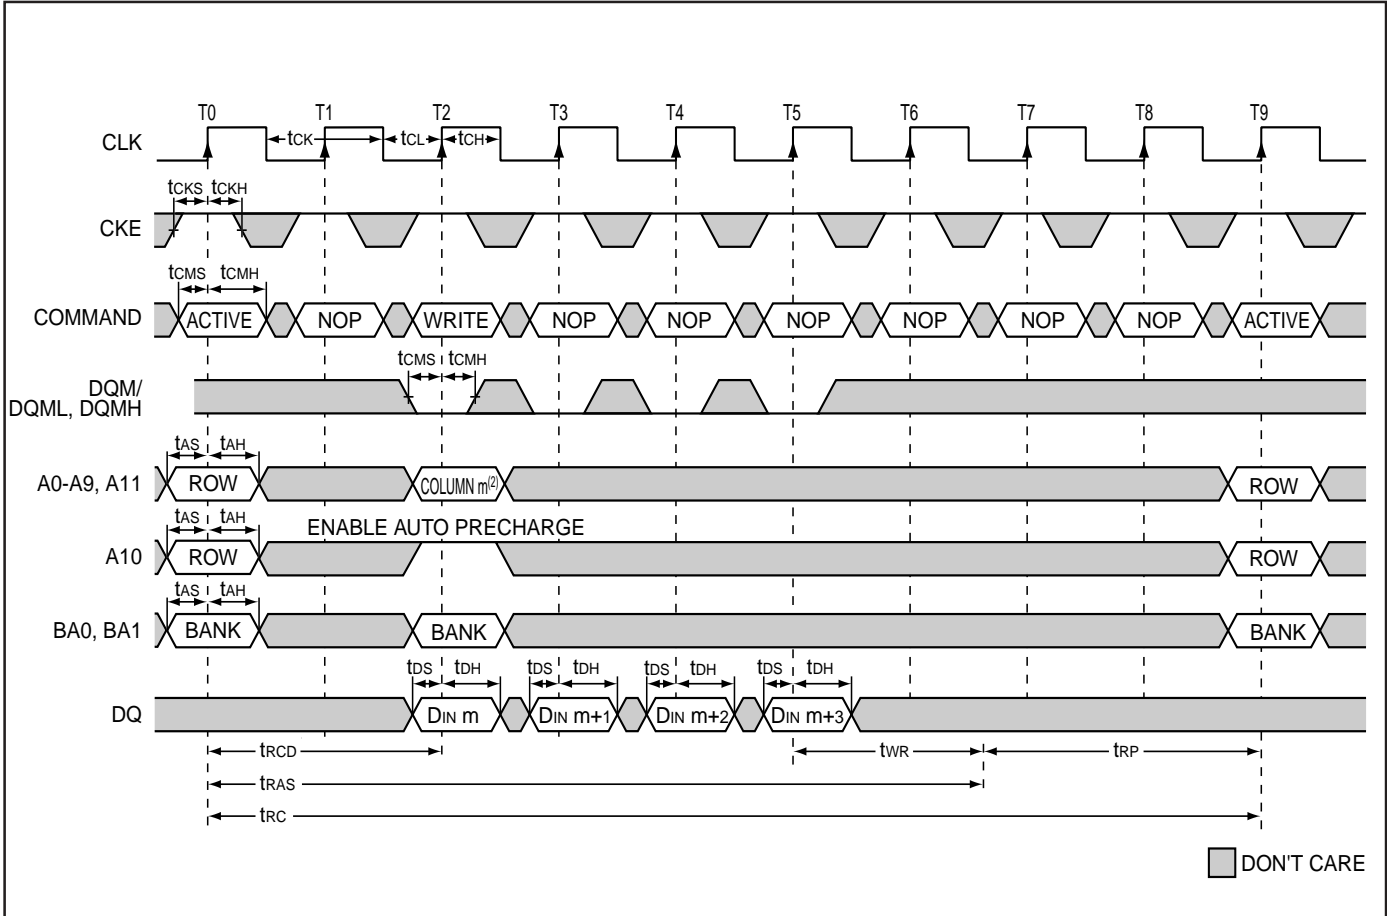 T0 T1 T2 T3 T4 T5 T6 T7 T8 T9
CLK tCK tCL tCH
tCKS tCKH
CKE
tCMS tCMH
COMMAND ACTIVE NOP WRITE NOP NOP NOP NOP NOP NOP ACTIVE
tCMS tCMH
DQM/
DQML, DQMH
tAS tAH
A0-A9, A11 ROW COLUMN m(2) ROW
tAS tAH ENABLE AUTO PRECHARGE
A10 ROW ROW
tAS tAH
BA0, BA1 BANK BANK BANK
tDS tDH tDS tDH tDS tDH tDS tDH
DQ DIN m DIN m+1 DIN m+2 DIN m+3
tRCD tWR tRP
tRAS
tRC
DON'T CARE